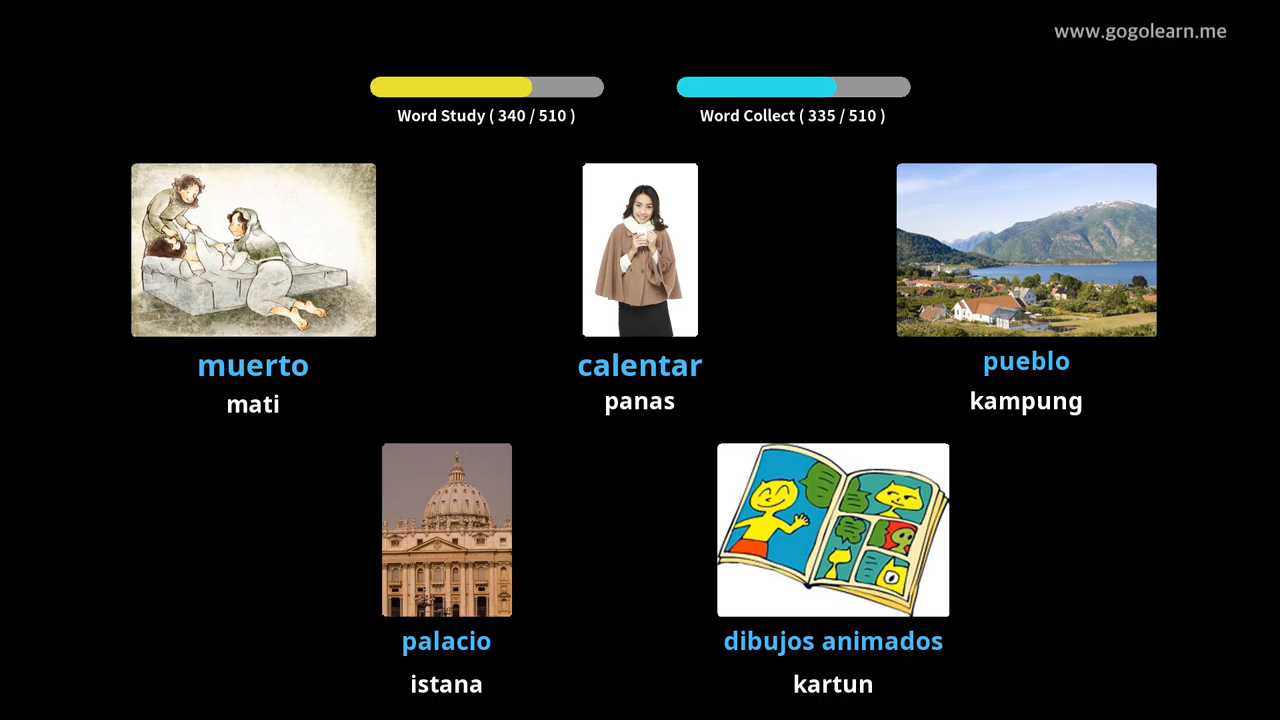 www.gogolearn.me
Word Study ( 340 / 510 )
Word Collect ( 335 / 510 )
muerto
mati
calentar
panas
pueblo
kampung
palacio
istana
dibujos animados
kartun